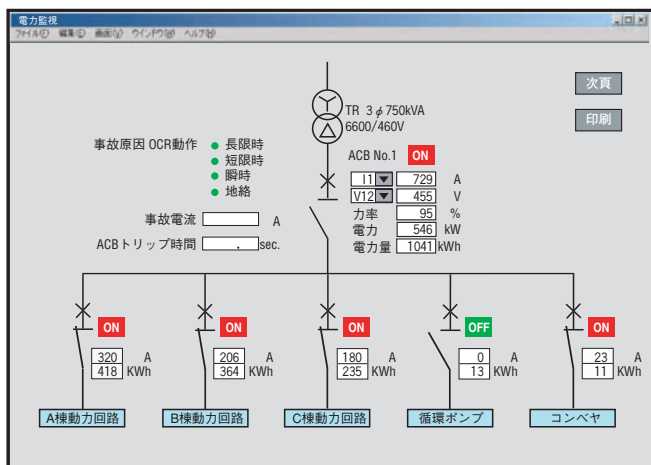 電力監視
ファイル(F) 編集(E) 画面(V) ウインドウ(W) ヘルプ(H)
次頁
印刷
TR 3φ750kVA
6600/460V
事故原因 OCR動作 長限時
短限時
瞬時
地絡
ACB No.1 ON
I1 729 A
V12 455 V
力率 95 %
電力 546 kW
電力量 1041 kWh
事故電流 A
ACBトリップ時間 . sec.
ON ON ON OFF ON
320 A 206 A 180 A 0 A 23 A
418 KWh 364 KWh 235 KWh 13 KWh 11 KWh
A棟動力回路 B棟動力回路 C棟動力回路 循環ポンプ コンベヤ